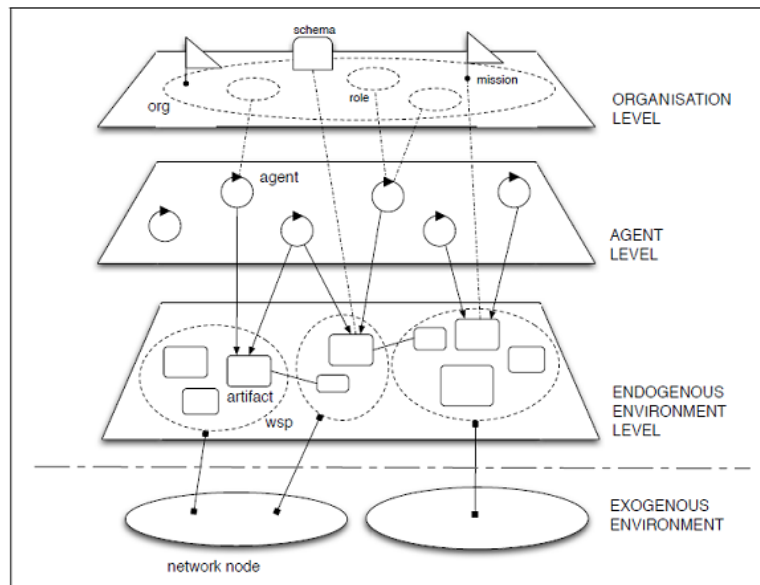 schema
org
role
mission
ORGANISATION
LEVEL
agent
AGENT
LEVEL
artifact
wsp
ENDOGENOUS
ENVIRONMENT
LEVEL
EXOGENOUS
ENVIRONMENT
network node